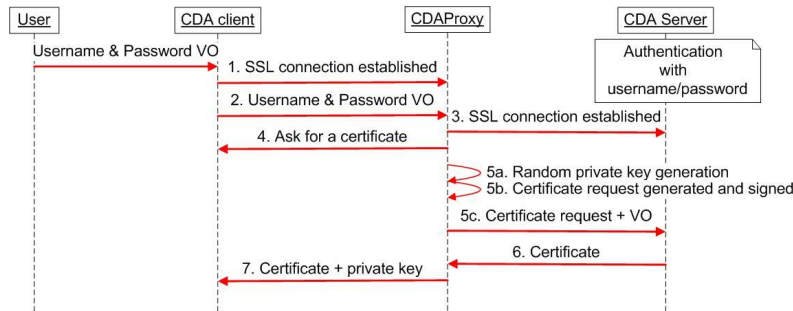 User
CDA client
CDAProxy
CDA Server
Username & Password VO
Authentication
with
username/password
1. SSL connection established
2. Username & Password VO
3. SSL connection established
4. Ask for a certificate
5a. Random private key generation
5b. Certificate request generated and signed
5c. Certificate request + VO
6. Certificate
7. Certificate + private key